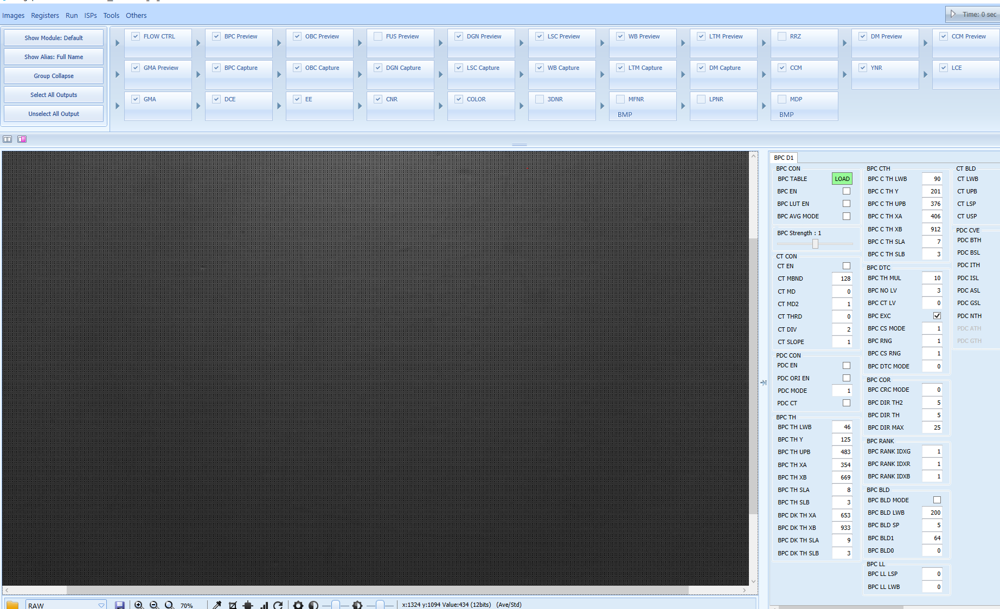 Images Registers Run ISPs Tools Others
Time: 0 sec
Show Module: Default
Show Alias: Full Name
Group Collapse
Select All Outputs
Unselect All Output
FLOW CTRL BPC Preview OBC Preview FUS Preview DGN Preview LSC Preview WB Preview LTM Preview RRZ DM Preview CCM Preview
GMA Preview BPC Capture OBC Capture DGN Capture LSC Capture WB Capture LTM Capture DM Capture CCM YNR LCE
GMA DCE EE CNR COLOR 3DNR MFNR LPNR MDP
BMP BMP
BPC D1
BPC CON
BPC TABLE LOAD
BPC EN
BPC LUT EN
BPC AVG MODE
BPC Strength : 1
CT CON
CT EN
CT MBND 128
CT MD 0
CT MD2 1
CT THRD 0
CT DIV 2
CT SLOPE 1
PDC CON
PDC EN
PDC ORI EN
PDC MODE 1
PDC CT
BPC TH
BPC TH LWB 46
BPC TH Y 125
BPC TH UPB 483
BPC TH XA 354
BPC TH XB 669
BPC TH SLA 8
BPC TH SLB 3
BPC DK TH XA 653
BPC DK TH XB 933
BPC DK TH SLA 9
BPC DK TH SLB 3
BPC CTH
BPC C TH LWB 90
BPC C TH Y 201
BPC C TH UPB 376
BPC C TH XA 406
BPC C TH XB 912
BPC C TH SLA 7
BPC C TH SLB 3
BPC DTC
BPC TH MUL 10
BPC NO LV 3
BPC CT LV 0
BPC EXC
BPC CS MODE 1
BPC RNG 1
BPC CS RNG 1
BPC DTC MODE 0
BPC COR
BPC CRC MODE 0
BPC DIR TH2 5
BPC DIR TH 5
BPC DIR MAX 25
BPC RANK
BPC RANK IDXG 1
BPC RANK IDXR 1
BPC RANK IDXB 1
BPC BLD
BPC BLD MODE
BPC BLD LWB 200
BPC BLD SP 5
BPC BLD1 64
BPC BLD0 0
BPC LL
BPC LL LSP 0
BPC LL LWB 0
CT BLD
CT LWB
CT UPB
CT LSP
CT USP
PDC CVE
PDC BTH
PDC BSL
PDC ITH
PDC ISL
PDC ASL
PDC GSL
PDC NTH
PDC ATH
PDC GTH
RAW 70% x:1324 y:1094 Value:434 (12bits) (Ave/Std)